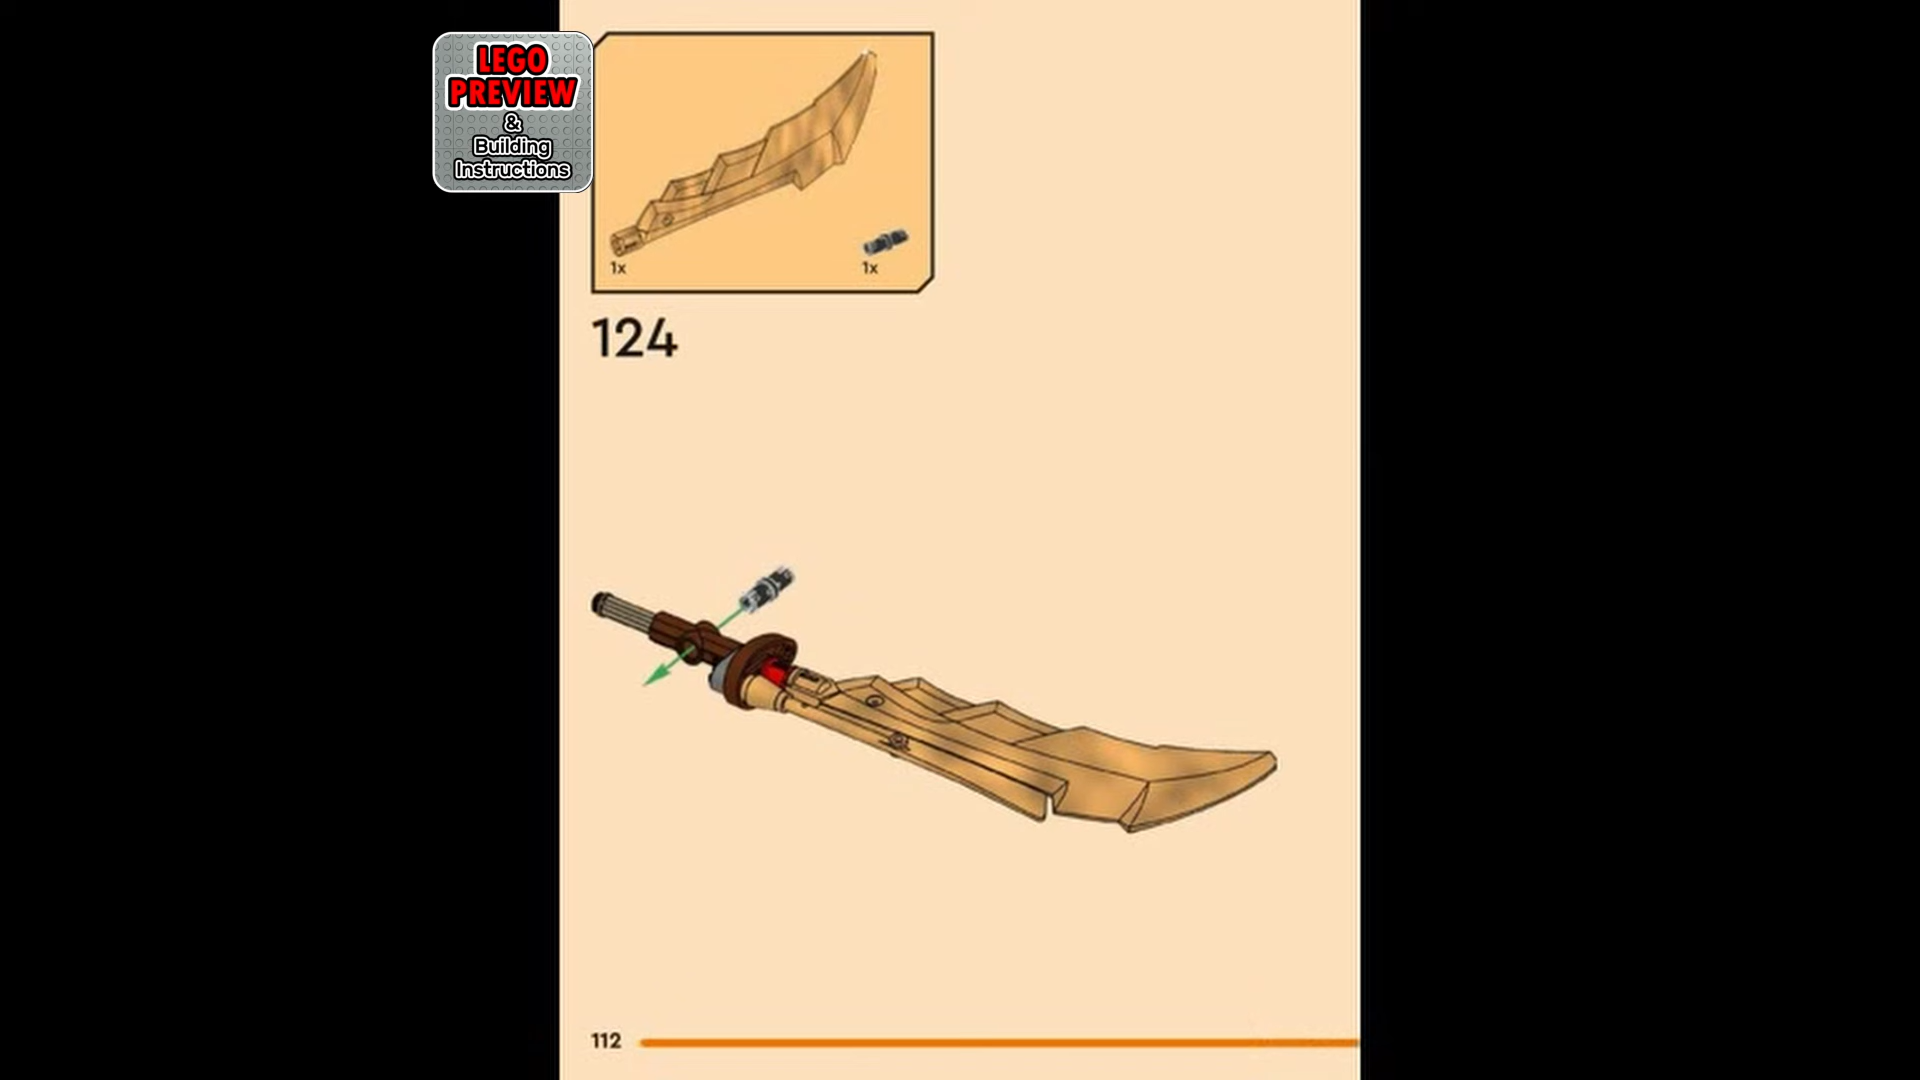 LEGO
PREVIEW
&
Building
Instructions
1x
1x
124
112